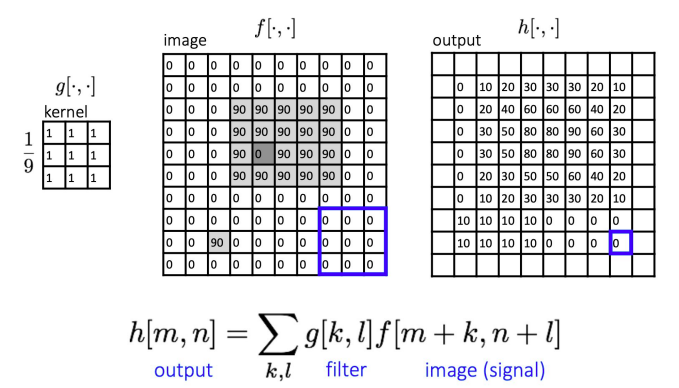 g[·,·]
kernel
1/9
1 1 1
1 1 1
1 1 1
image
f[·,·]
0 0 0 0 0 0 0 0 0 0
0 0 0 0 0 0 0 0 0 0
0 0 0 90 90 90 90 90 0 0
0 0 0 90 90 90 90 90 0 0
0 0 0 90 0 90 90 90 0 0
0 0 0 90 90 90 90 90 0 0
0 0 0 0 0 0 0 0 0 0
0 0 0 0 0 0 0 0 0 0
0 0 90 0 0 0 0 0 0 0
0 0 0 0 0 0 0 0 0 0
output
h[·,·]
0 10 20 30 30 30 20 10
0 20 40 60 60 60 40 20
0 30 50 80 80 90 60 30
0 30 50 80 80 90 60 30
0 20 30 50 50 60 40 20
0 10 20 30 30 30 20 10
10 10 10 10 0 0 0 0
10 10 10 10 0 0 0 0
h[m, n] = ∑ g[k, l] f[m + k, n + l]
output k,l filter image (signal)